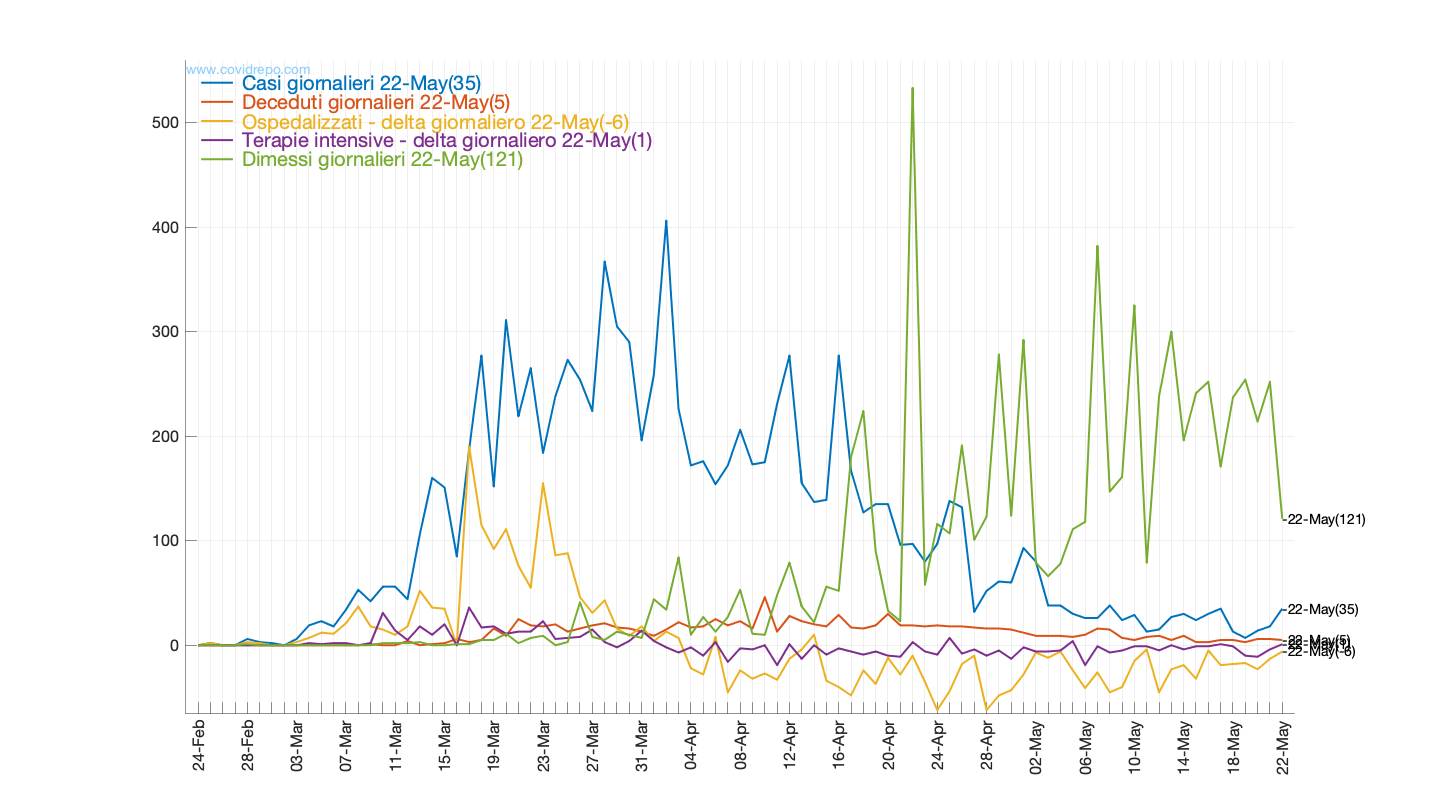 www.covidrepo.com
Casi giornalieri 22-May(35)
Deceduti giornalieri 22-May(5)
Ospedalizzati - delta giornaliero 22-May(-6)
Terapie intensive - delta giornaliero 22-May(1)
Dimessi giornalieri 22-May(121)
500
400
300
200
100
0
22-May(121)
22-May(35)
22-May(5)
22-May(1)
22-May(-6)
24-Feb
28-Feb
03-Mar
07-Mar
11-Mar
15-Mar
19-Mar
23-Mar
27-Mar
31-Mar
04-Apr
08-Apr
12-Apr
16-Apr
20-Apr
24-Apr
28-Apr
02-May
06-May
10-May
14-May
18-May
22-May